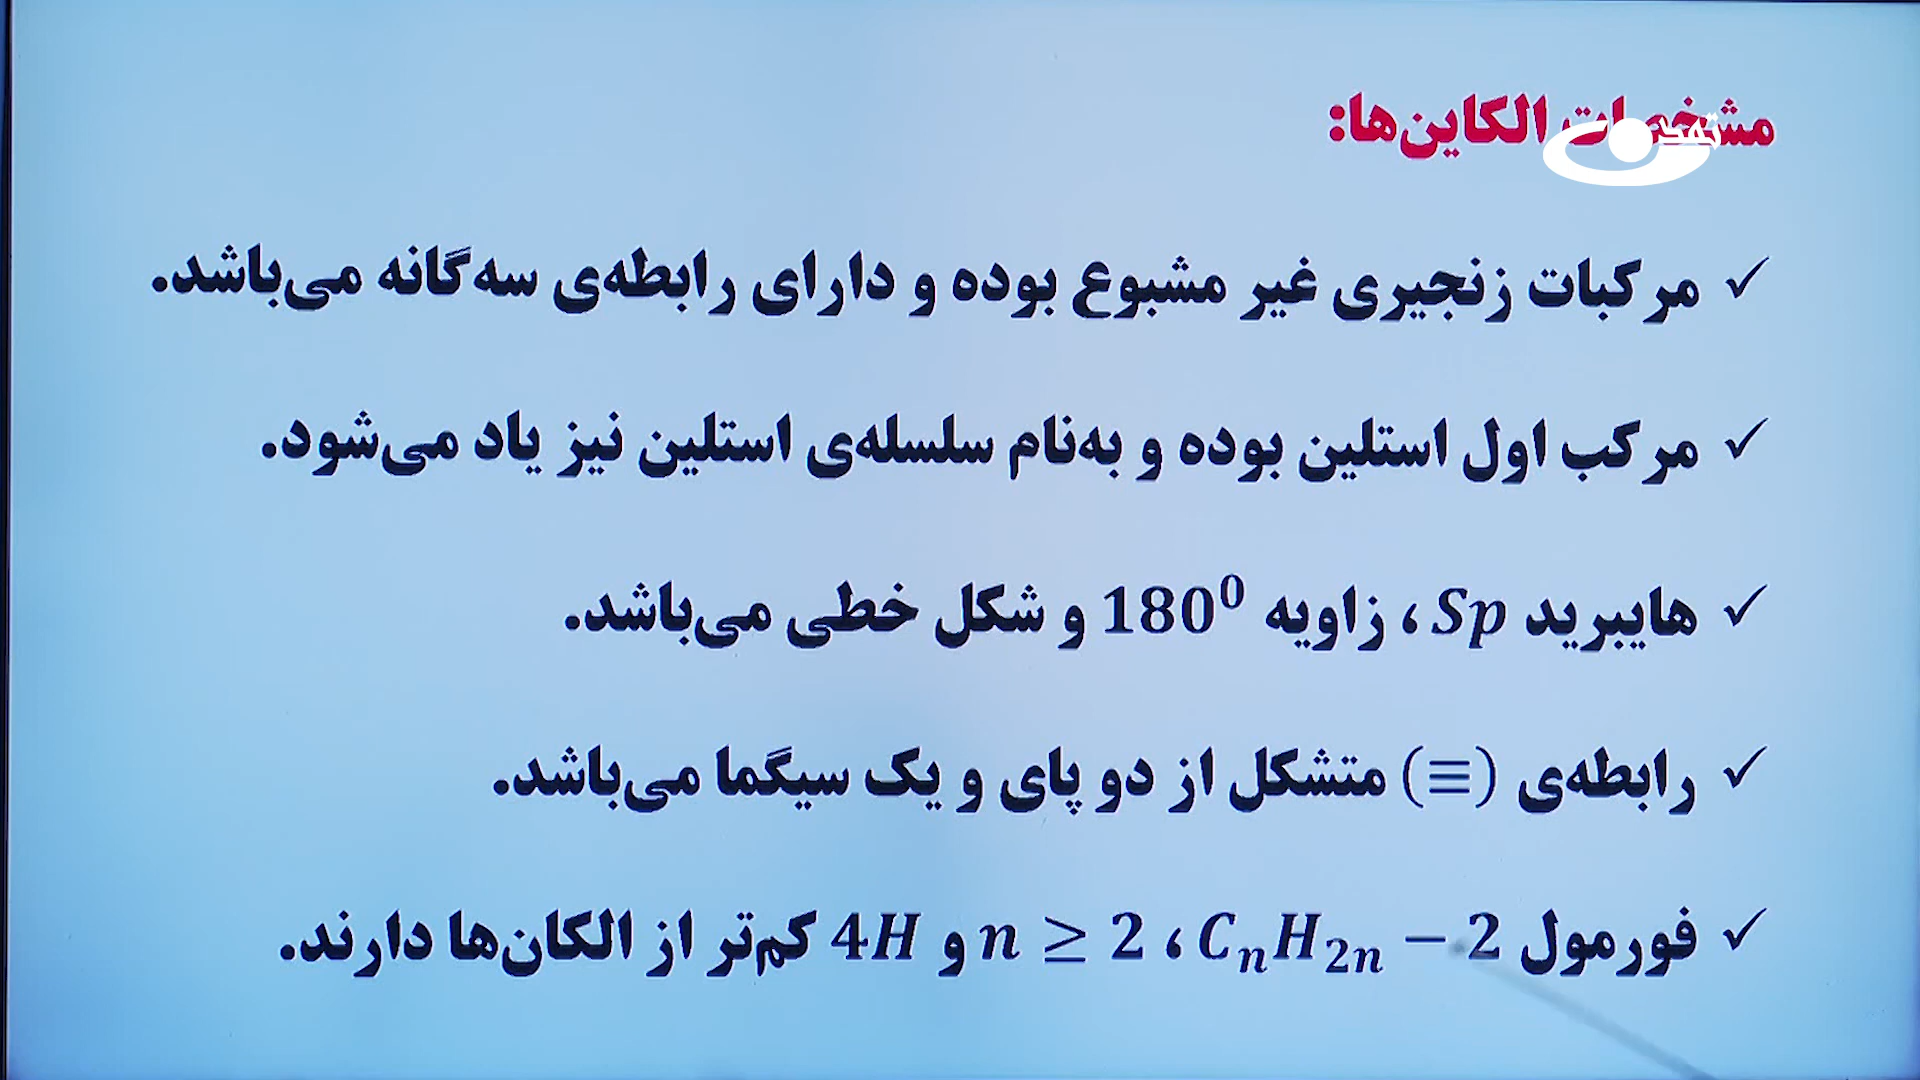 مشخصات الکاین‌ها:
✓ مرکبات زنجیری غیر مشبوع بوده و دارای رابطه‌ی سه‌گانه می‌باشد.
✓ مرکب اول استلین بوده و به‌نام سلسله‌ی استلین نیز یاد می‌شود.
✓ هایبرید Sp، زاویه 180⁰ و شکل خطی می‌باشد.
✓ رابطه‌ی (≡) متشکل از دو پای و یک سیگما می‌باشد.
✓ فورمول CₙH₂ₙ − 2، n ≥ 2 و 4H کم‌تر از الکان‌ها دارند.